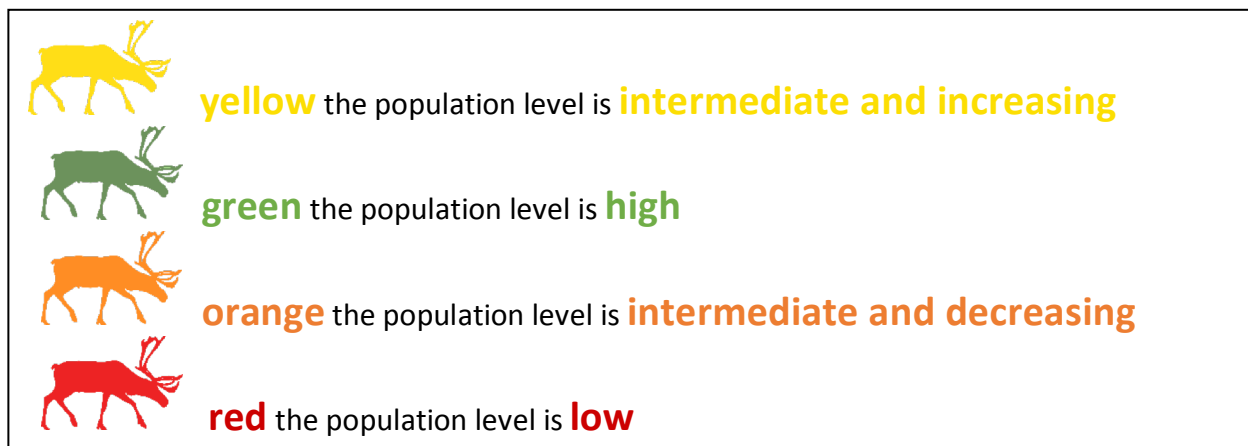 yellow the population level is intermediate and increasing
green the population level is high
orange the population level is intermediate and decreasing
red the population level is low